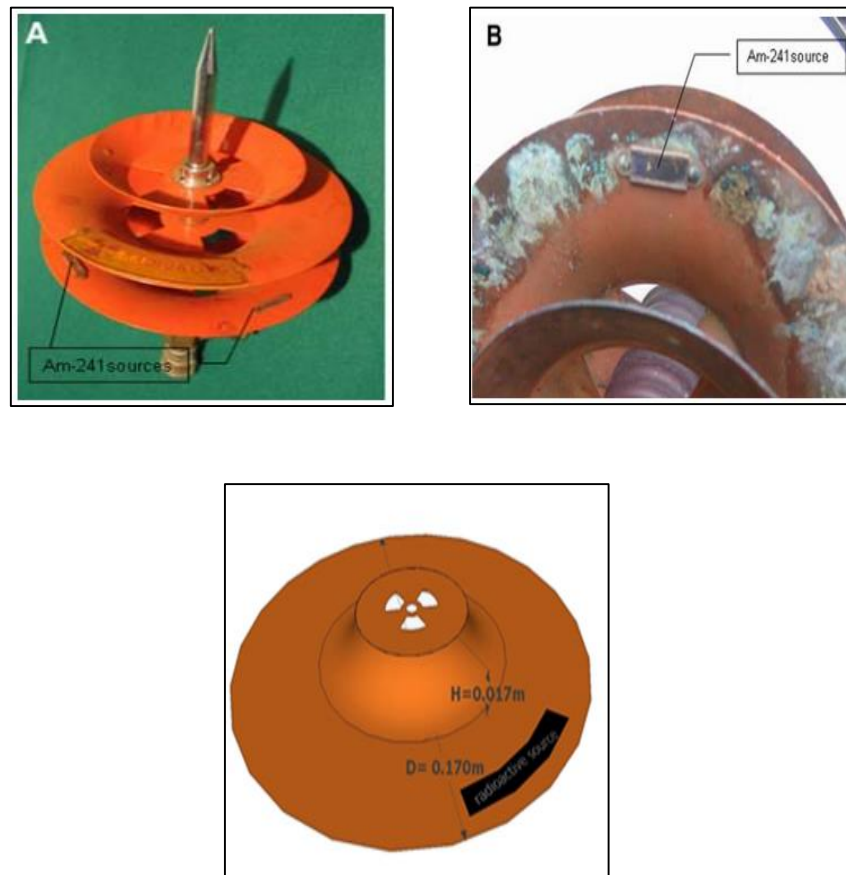 A
Am-241sources
B
Am-241source
H=0.017m
D= 0.170m
radioactive source